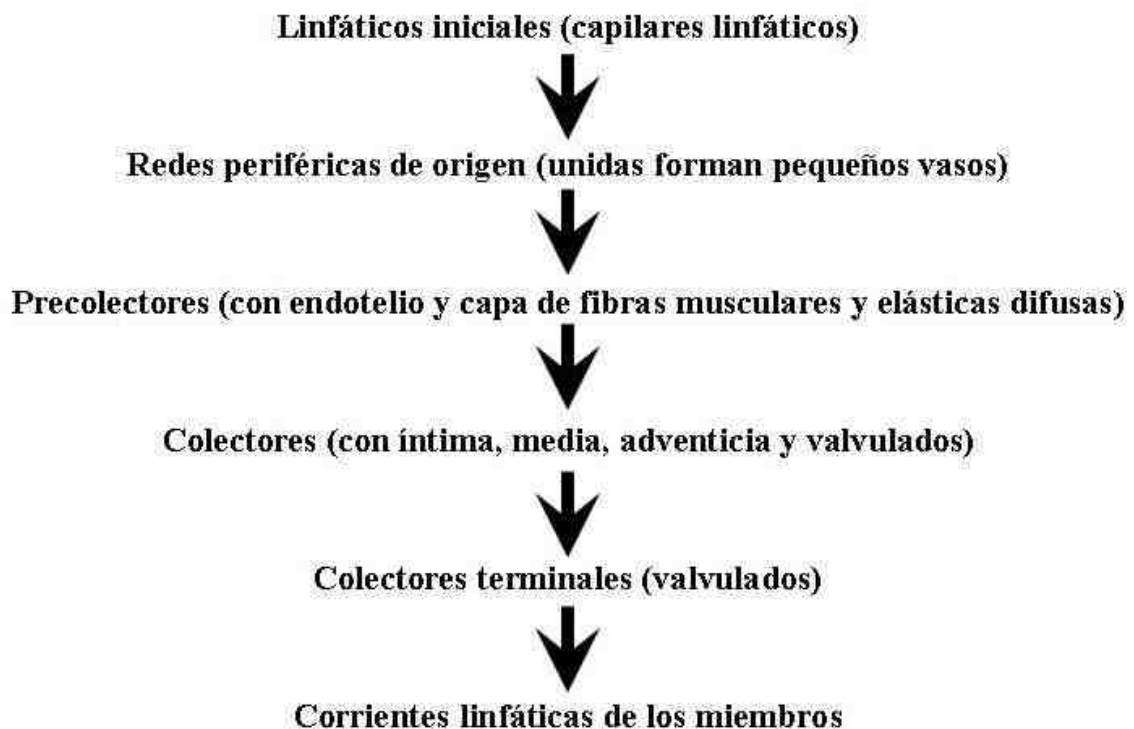 Linfáticos iniciales (capilares linfáticos)
Redes periféricas de origen (unidas forman pequeños vasos)
Precolectores (con endotelio y capa de fibras musculares y elásticas difusas)
Colectores (con íntima, media, adventicia y valvulados)
Colectores terminales (valvulados)
Corrientes linfáticas de los miembros